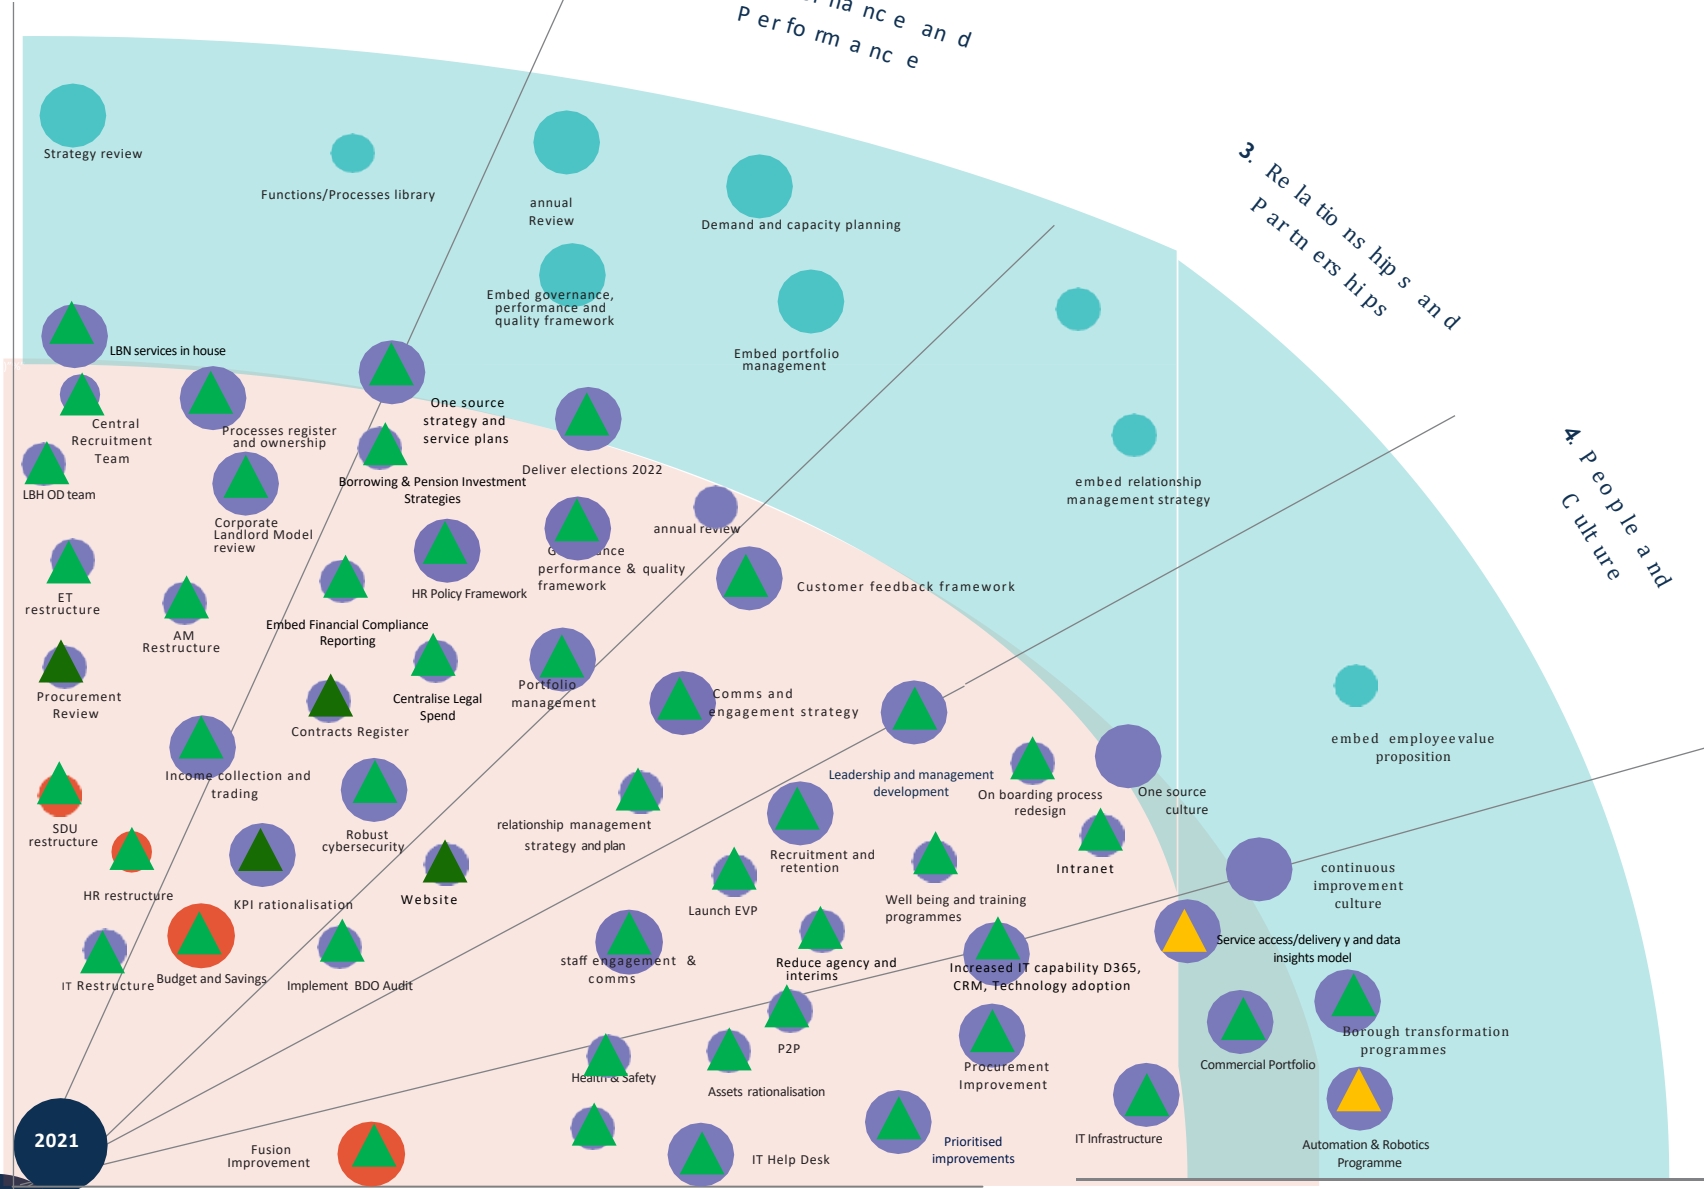 Performance
and
3. Relationships and
Partnerships
4. People and
Culture
Strategy review
Functions/Processes library
annual
Review
Demand and capacity planning
Embed governance,
performance and
quality framework
Embed portfolio
management
LBN services in house
Central
Recruitment
Team
Processes register
and ownership
One source
strategy and
service plans
Deliver elections 2022
LBH OD team
Borrowing & Pension Investment
Strategies
embed relationship
management strategy
Corporate
Landlord Model
review
annual review
performance & quality
framework
HR Policy Framework
Customer feedback framework
ET
restructure
AM
Restructure
Embed Financial Compliance
Reporting
Procurement
Review
Centralise Legal
Spend
Portfolio
management
Comms and
engagement strategy
Contracts Register
embed employee value
proposition
Income collection and
trading
Leadership and management
development
On boarding process
redesign
One source
culture
SDU
restructure
Robust
cybersecurity
relationship management
strategy and plan
Recruitment and
retention
Intranet
HR restructure
KPI rationalisation
Website
Launch EVP
Well being and training
programmes
continuous
improvement
culture
IT Restructure
Budget and Savings
Implement BDO Audit
staff engagement &
comms
Reduce agency and
interims
Increased IT capability D365,
CRM, Technology adoption
Service access/delivery y and data
insights model
P2P
Borough transformation
programmes
Health & Safety
Assets rationalisation
Procurement
Improvement
Commercial Portfolio
2021
Fusion
Improvement
IT Help Desk
Prioritised
improvements
IT Infrastructure
Automation & Robotics
Programme